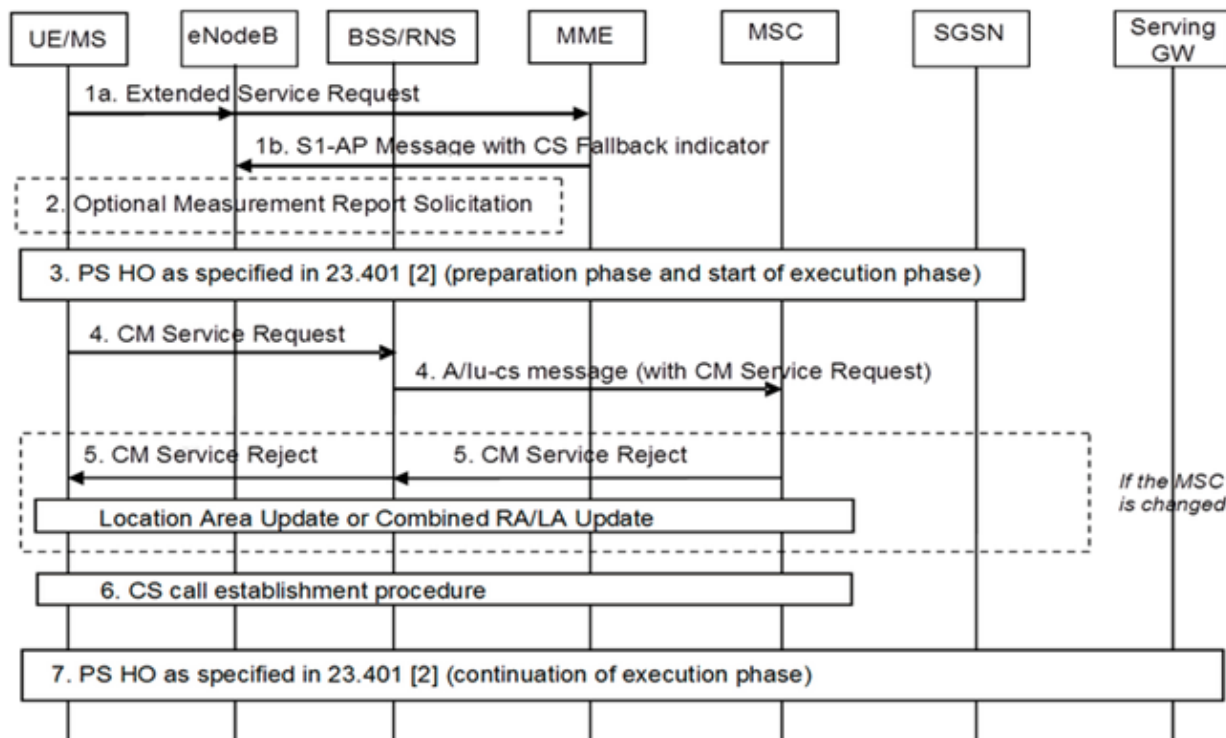 UE/MS
eNodeB
BSS/RNS
MME
MSC
SGSN
Serving
GW
1a. Extended Service Request
1b. S1-AP Message with CS Fallback indicator
2. Optional Measurement Report Solicitation
3. PS HO as specified in 23.401 [2] (preparation phase and start of execution phase)
4. CM Service Request
4. A/Iu-cs message (with CM Service Request)
5. CM Service Reject
5. CM Service Reject
If the MSC
is changed
Location Area Update or Combined RA/LA Update
6. CS call establishment procedure
7. PS HO as specified in 23.401 [2] (continuation of execution phase)